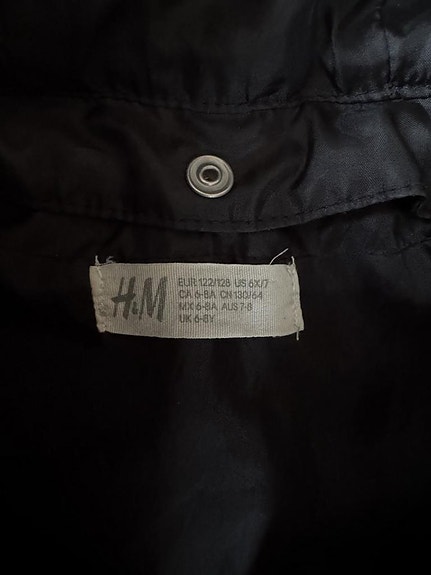 H&M
EUR 122/128 US 6X/7
CA 6-8A CN 130/64
MX 6-8A AUS 7-8
UK 6-8Y